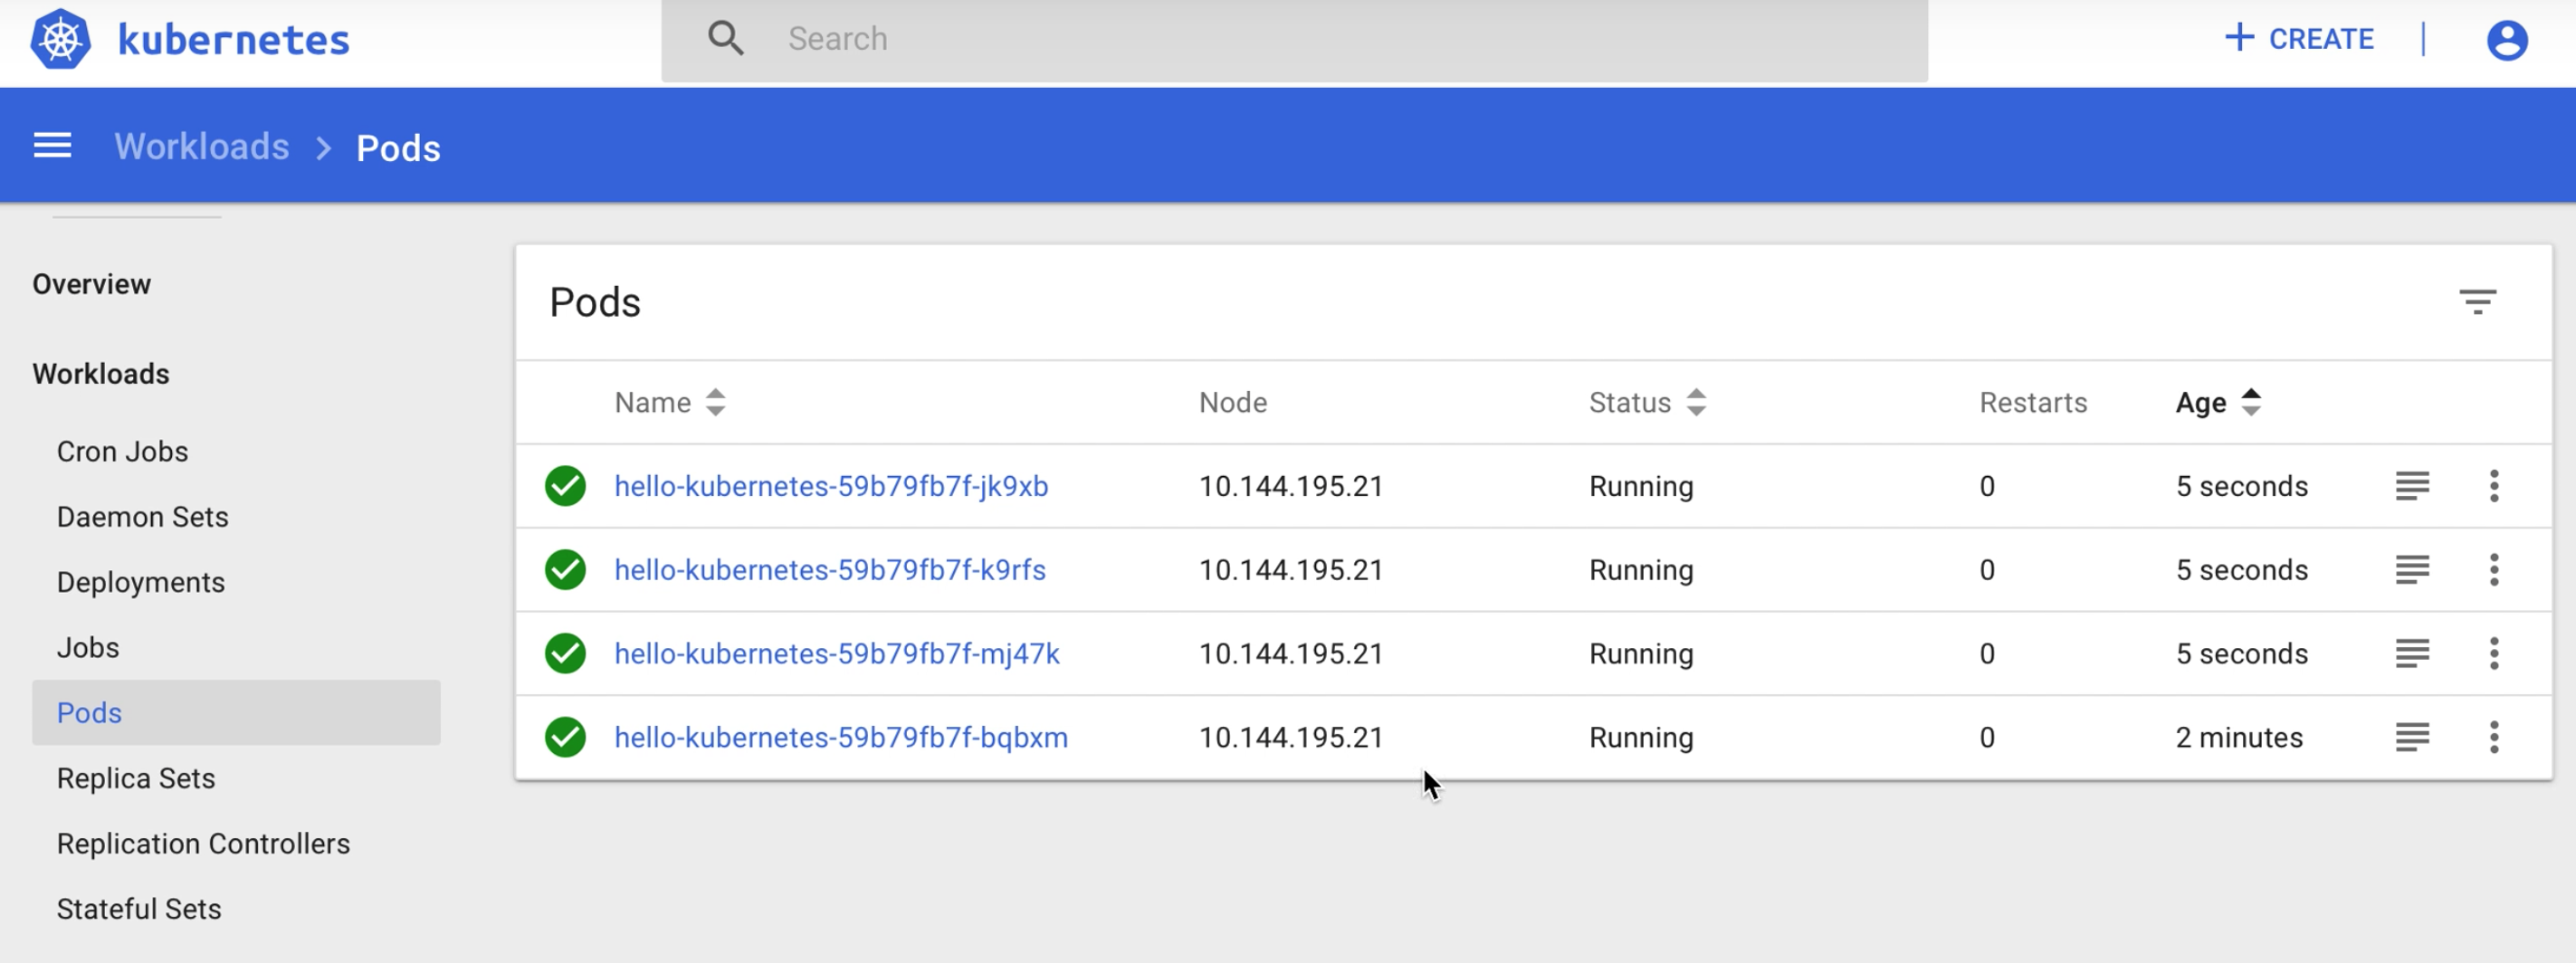 kubernetes
Search
+ CREATE |
Workloads > Pods
Overview
Workloads
Cron Jobs
Daemon Sets
Deployments
Jobs
Pods
Replica Sets
Replication Controllers
Stateful Sets
Pods
Name Node Status Restarts Age
hello-kubernetes-59b79fb7f-jk9xb 10.144.195.21 Running 0 5 seconds
hello-kubernetes-59b79fb7f-k9rfs 10.144.195.21 Running 0 5 seconds
hello-kubernetes-59b79fb7f-mj47k 10.144.195.21 Running 0 5 seconds
hello-kubernetes-59b79fb7f-bqbxm 10.144.195.21 Running 0 2 minutes